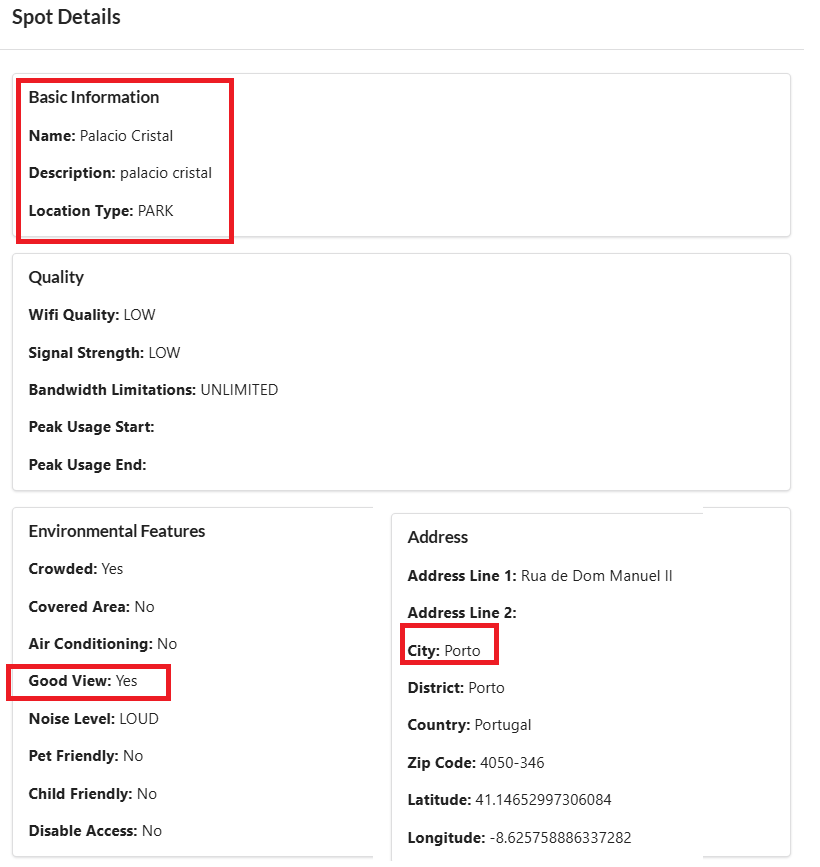 Spot Details
Basic Information
Name: Palacio Cristal
Description: palacio cristal
Location Type: PARK
Quality
Wifi Quality: LOW
Signal Strength: LOW
Bandwidth Limitations: UNLIMITED
Peak Usage Start:
Peak Usage End:
Environmental Features
Crowded: Yes
Covered Area: No
Air Conditioning: No
Good View: Yes
Noise Level: LOUD
Pet Friendly: No
Child Friendly: No
Disable Access: No
Address
Address Line 1: Rua de Dom Manuel II
Address Line 2:
City: Porto
District: Porto
Country: Portugal
Zip Code: 4050-346
Latitude: 41.14652997306084
Longitude: -8.625758886337282